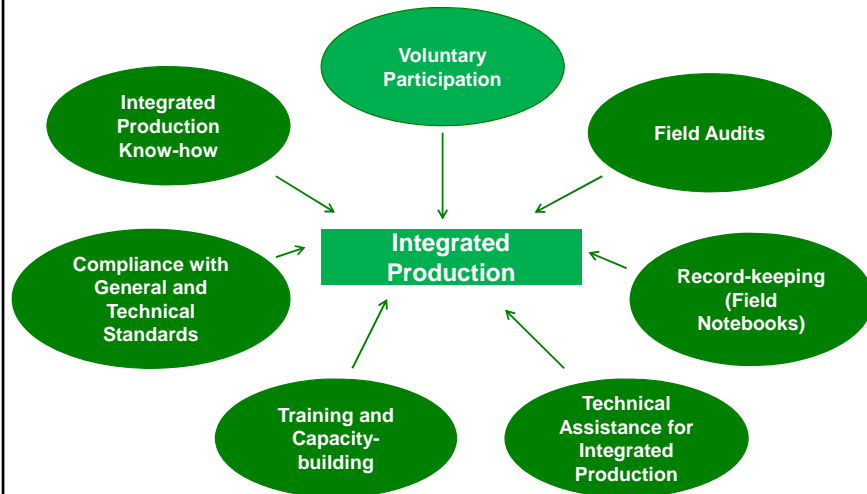 Voluntary
Participation
Integrated
Production
Know-how
Field Audits
Integrated
Production
Compliance with
General and
Technical
Standards
Record-keeping
(Field
Notebooks)
Training and
Capacity-
building
Technical
Assistance for
Integrated
Production